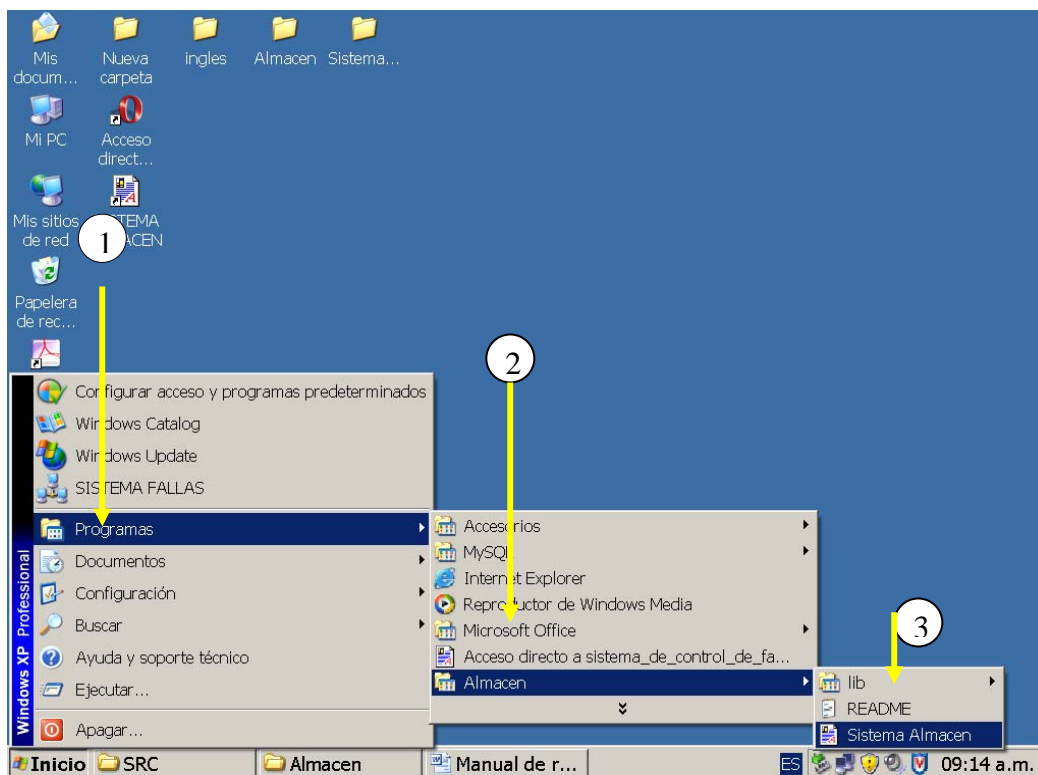 Mis docum...
Nueva carpeta
ingles
Almacen
Sistema...
Mi PC
Acceso direct...
Mis sitios de red
Papelera de rec...
1
2
3
Configurar acceso y programas predeterminados
Windows Catalog
Windows Update
SISTEMA FALLAS
Programas
Documentos
Configuración
Buscar
Ayuda y soporte técnico
Ejecutar...
Apagar...
Windows XP Professional
Accesorios
MySQL
Internet Explorer
Reproductor de Windows Media
Microsoft Office
Acceso directo a sistema_de_control_de_fa...
Almacen
lib
README
Sistema Almacen
Inicio
SRC
Almacen
Manual de r...
ES
09:14 a.m.